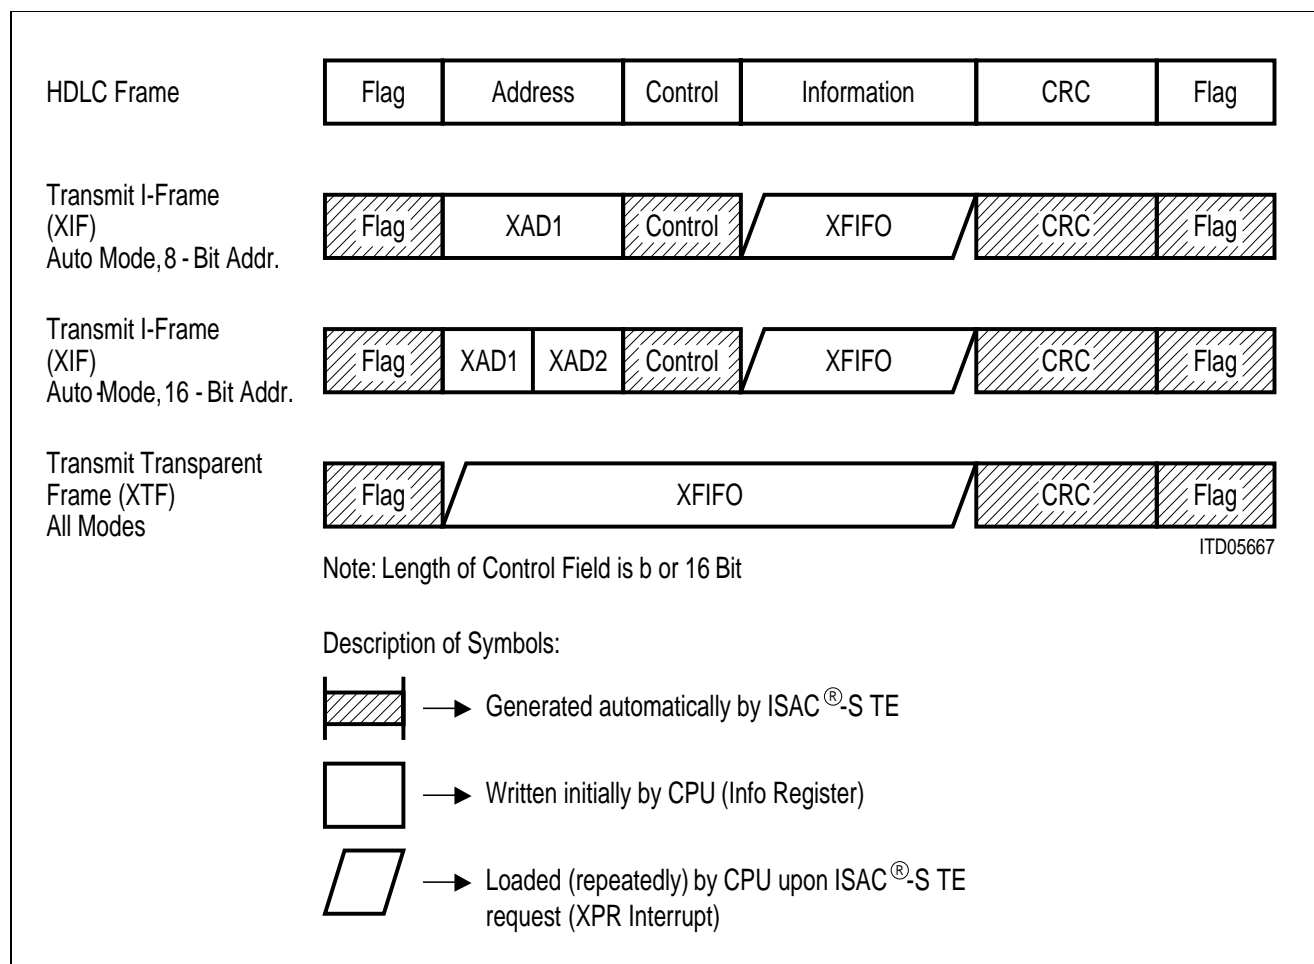 HDLC Frame
Flag Address Control Information CRC Flag
Transmit I-Frame
(XIF)
Auto Mode, 8 - Bit Addr.
Flag XAD1 Control XFIFO CRC Flag
Transmit I-Frame
(XIF)
Auto-Mode, 16 - Bit Addr.
Flag XAD1 XAD2 Control XFIFO CRC Flag
Transmit Transparent
Frame (XTF)
All Modes
Flag XFIFO CRC Flag
ITD05667
Note: Length of Control Field is b or 16 Bit
Description of Symbols:
Generated automatically by ISAC®-S TE
Written initially by CPU (Info Register)
Loaded (repeatedly) by CPU upon ISAC®-S TE
request (XPR Interrupt)